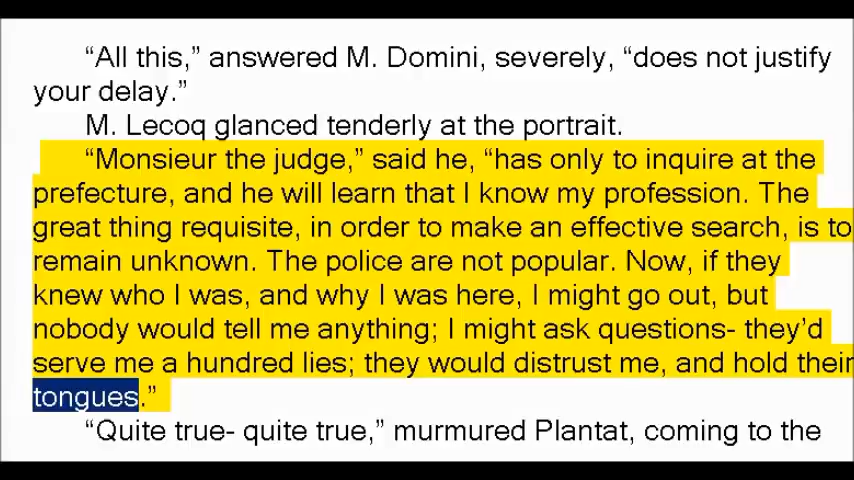 “All this,” answered M. Domini, severely, “does not justify
your delay.”
M. Lecoq glanced tenderly at the portrait.
“Monsieur the judge,” said he, “has only to inquire at the
prefecture, and he will learn that I know my profession. The
great thing requisite, in order to make an effective search, is to
remain unknown. The police are not popular. Now, if they
knew who I was, and why I was here, I might go out, but
nobody would tell me anything; I might ask questions- they’d
serve me a hundred lies; they would distrust me, and hold their
tongues.”
“Quite true- quite true,” murmured Plantat, coming to the